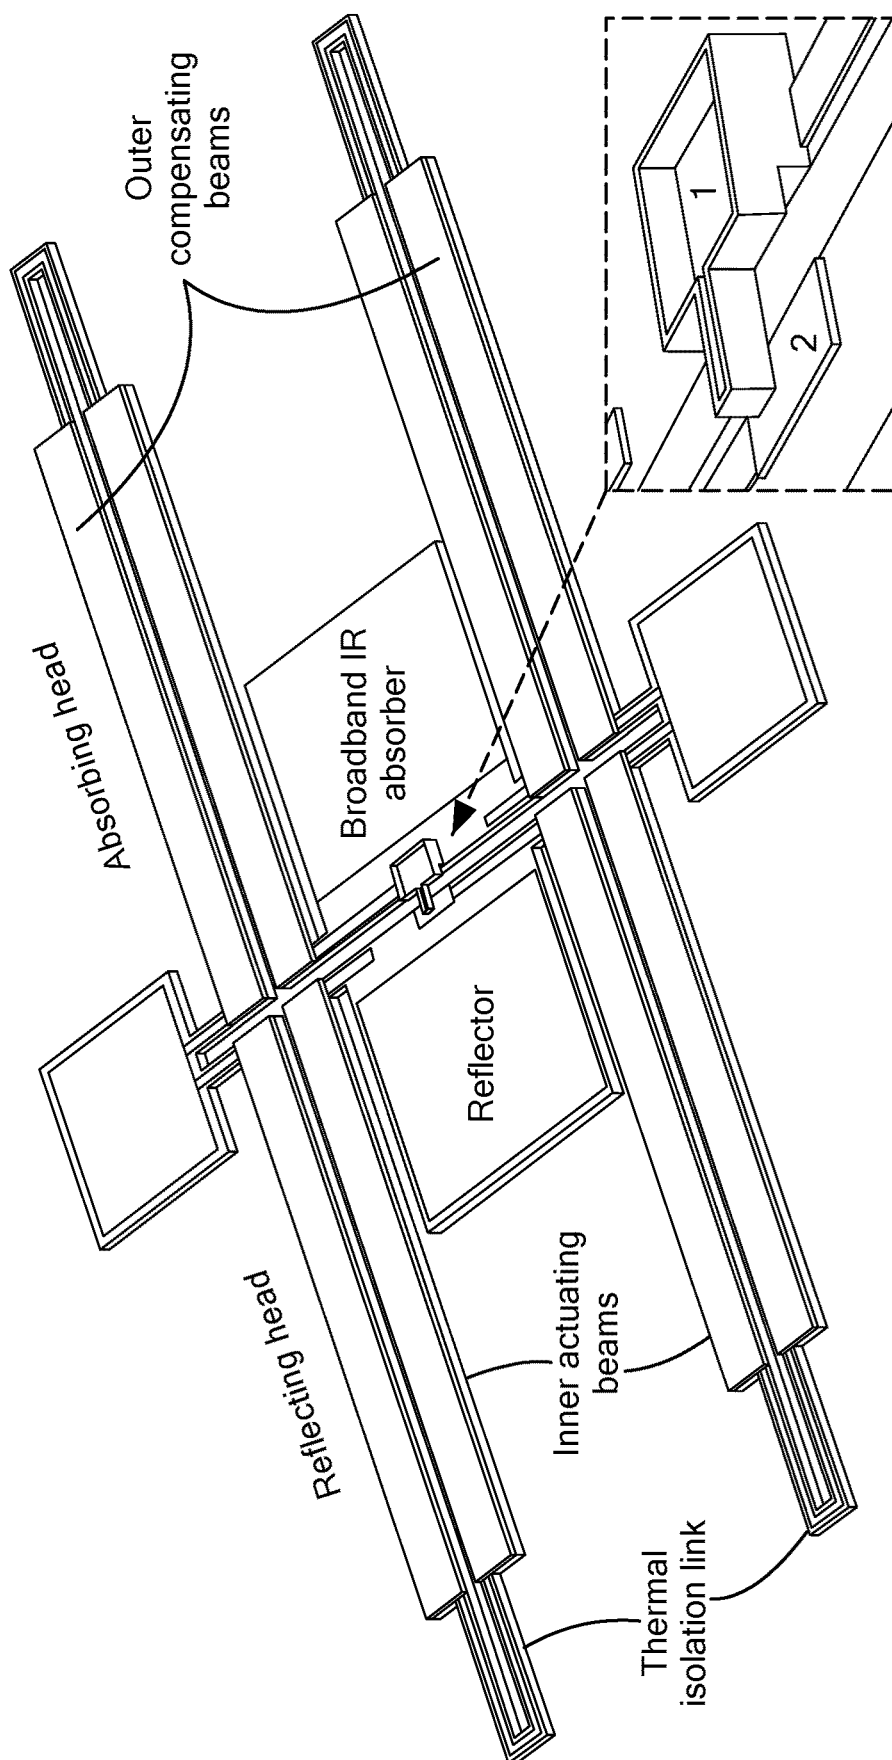 Outer
compensating
beams
Absorbing head
Broadband IR
absorber
1
2
Reflecting head
Reflector
Inner actuating
beams
Thermal
isolation link